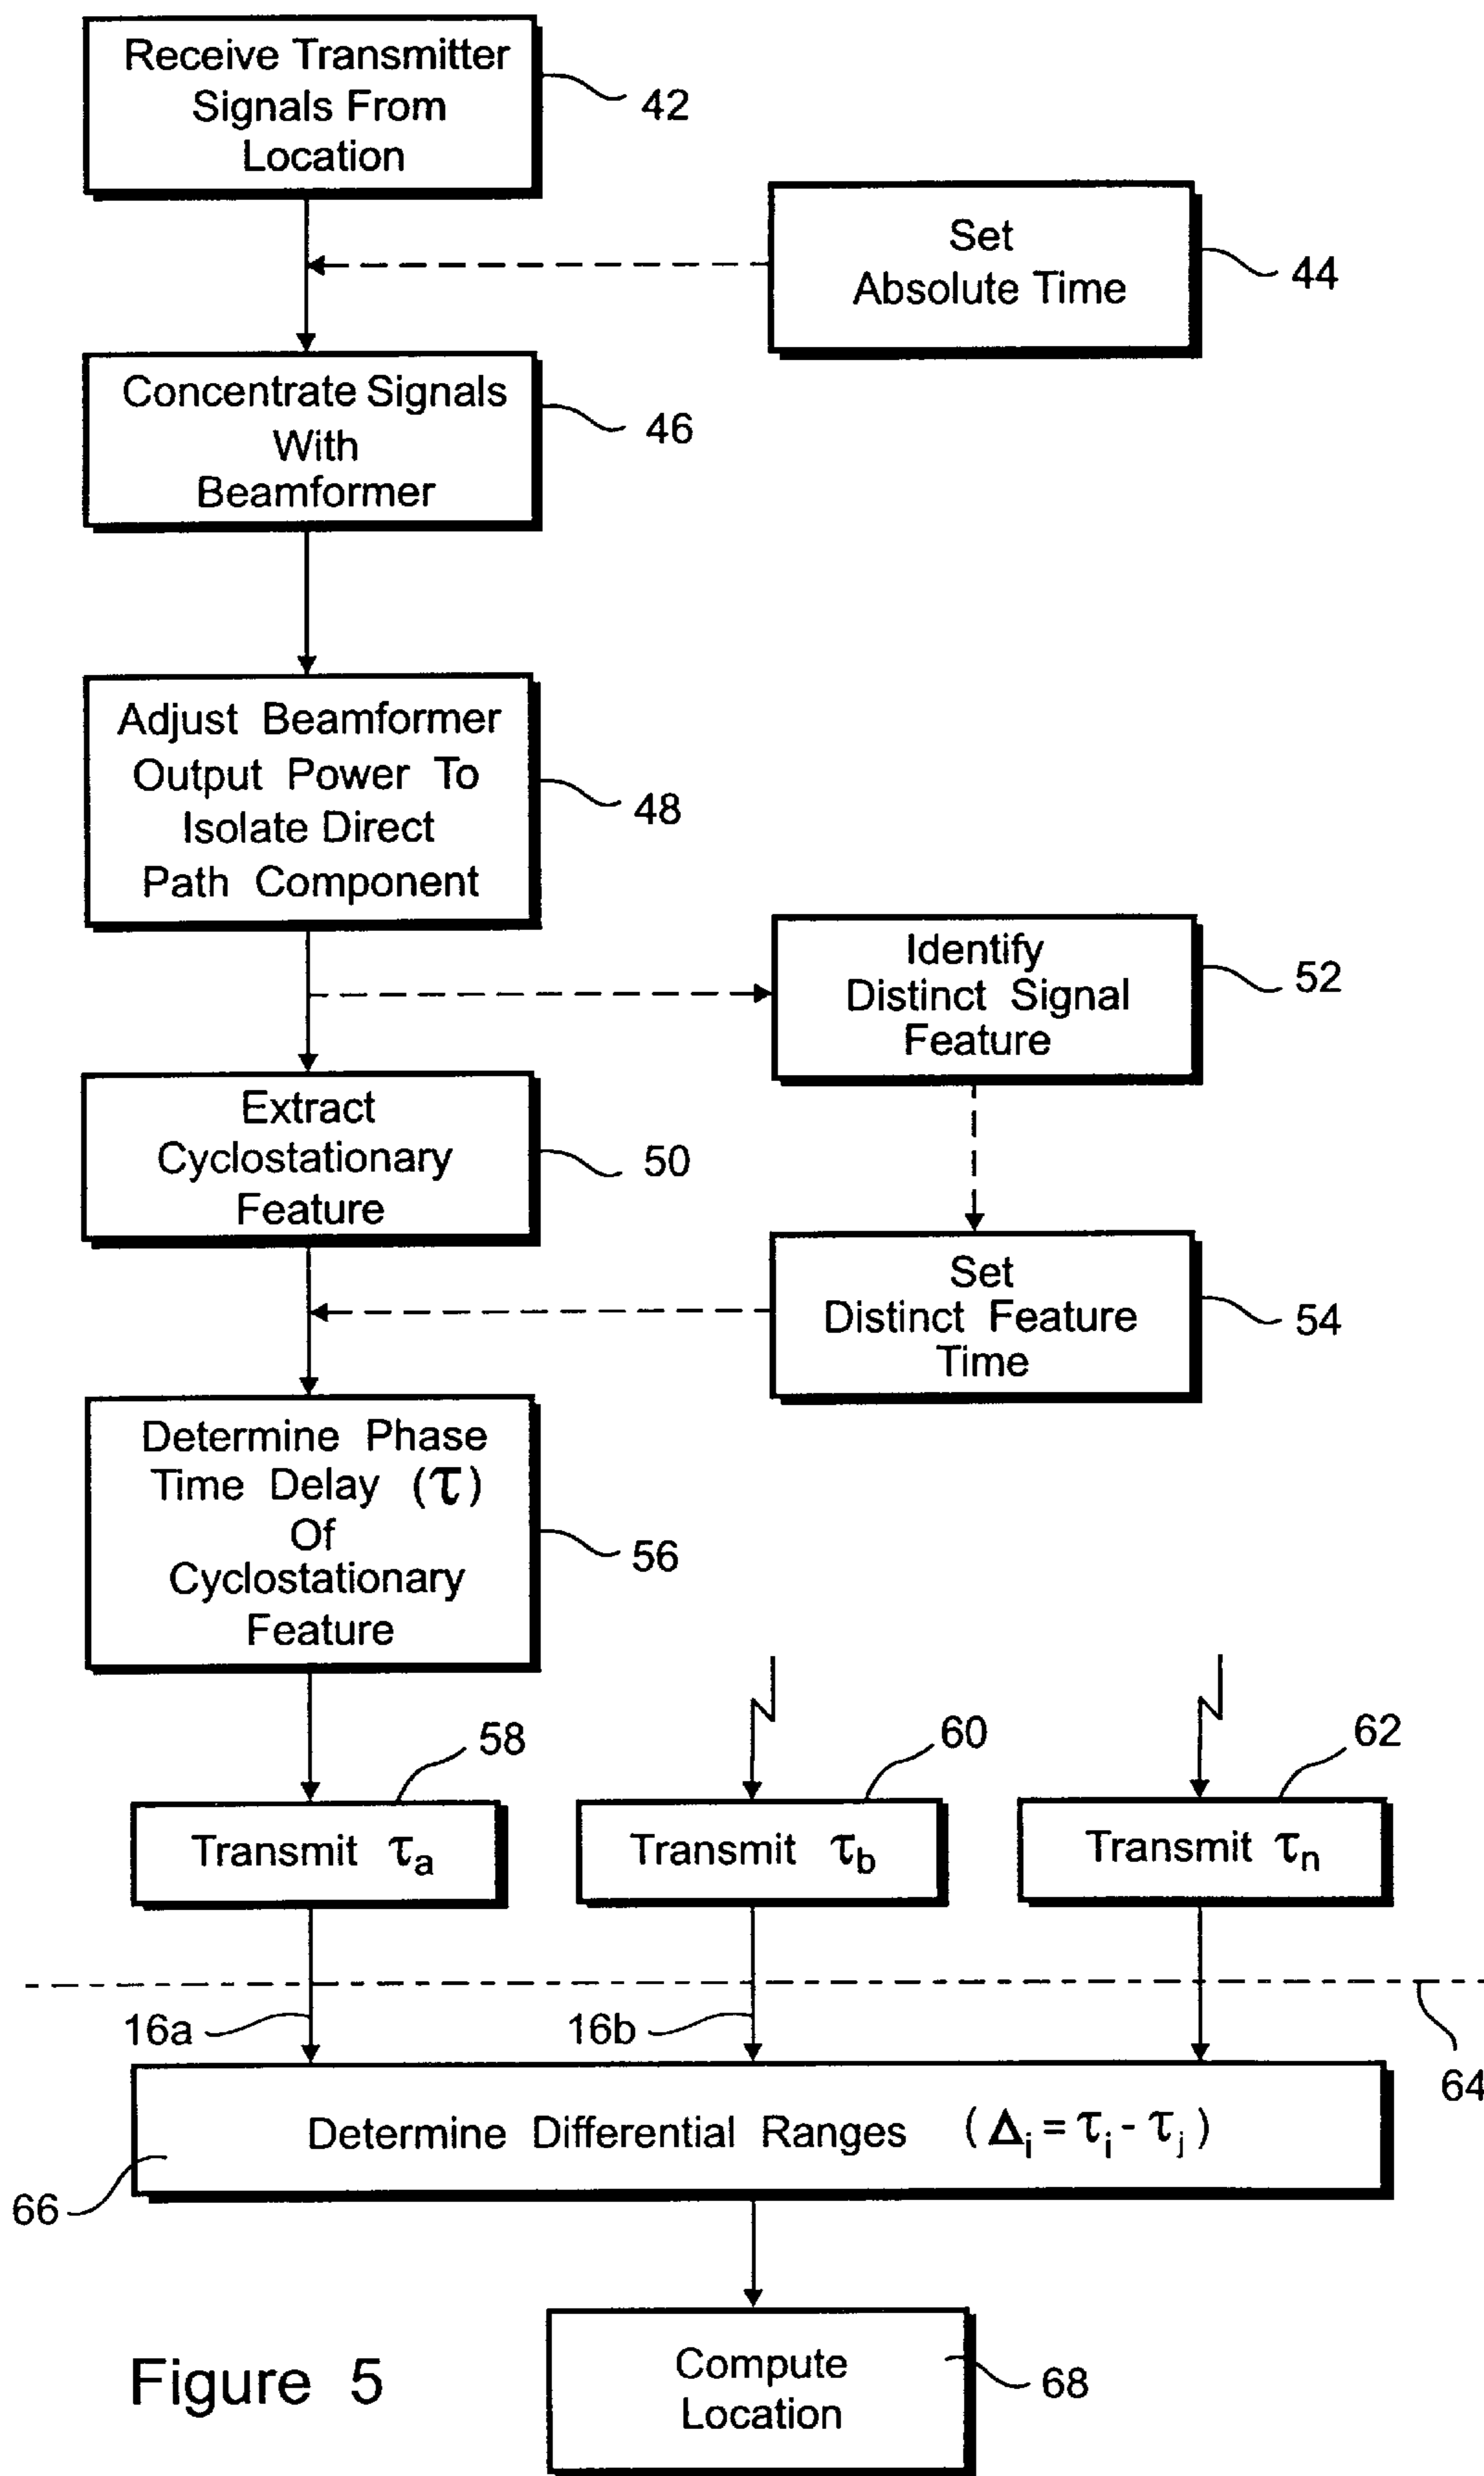 Receive Transmitter
Signals From
Location
42
Set
Absolute Time
44
Concentrate Signals
With
Beamformer
46
Adjust Beamformer
Output Power To
Isolate Direct
Path Component
48
Identify
Distinct Signal
Feature
52
Extract
Cyclostationary
Feature
50
Set
Distinct Feature
Time
54
Determine Phase
Time Delay (τ)
Of
Cyclostationary
Feature
56
58
60
62
Transmit τa
Transmit τb
Transmit τn
16a
16b
64
Determine Differential Ranges (Δi = τi - τj)
66
Compute
Location
68
Figure 5